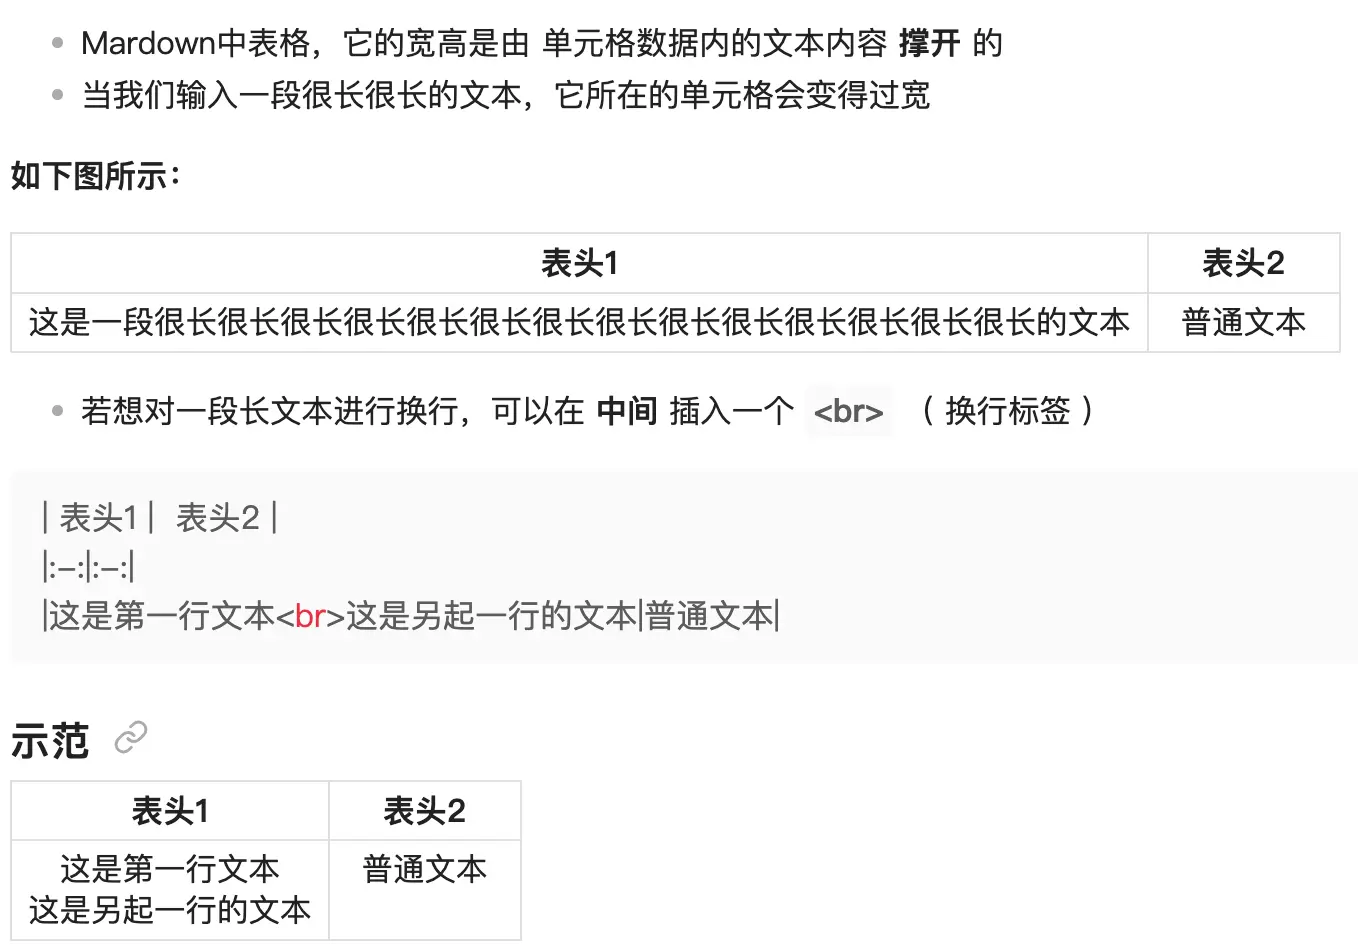 Mardown中表格，它的宽高是由 单元格数据内的文本内容 撑开 的
当我们输入一段很长很长的文本，它所在的单元格会变得过宽
如下图所示：
表头1 表头2
这是一段很长很长很长很长很长很长很长很长很长很长很长很长很长很长的文本 普通文本
若想对一段长文本进行换行，可以在 中间 插入一个 <br> （ 换行标签 ）
| 表头1 | 表头2 |
|:–:|:–:|
|这是第一行文本<br>这是另起一行的文本|普通文本|
示范
表头1 表头2
这是第一行文本 普通文本
这是另起一行的文本